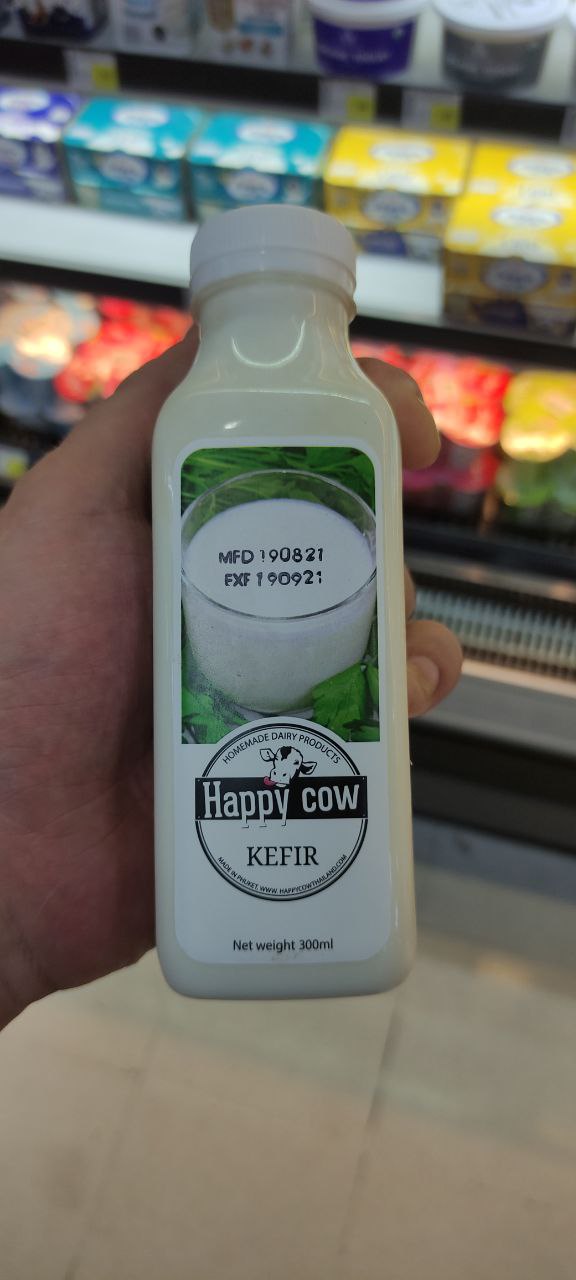 MFD 190821
EXP 190921
HOMEMADE DAIRY PRODUCTS
Happy cow
KEFIR
MADE IN PHUKET. WWW.HAPPYCOWTHAILAND.COM
Net weight 300ml